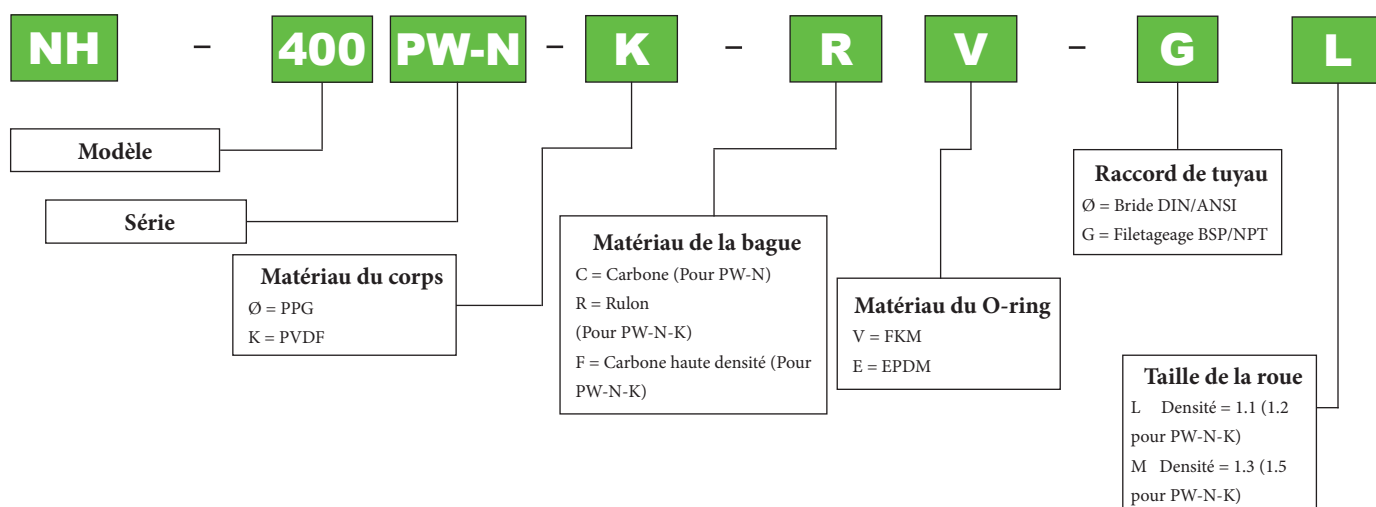 NH - 400 PW-N - K - R V - G L
Modèle
Série
Matériau du corps
Ø = PPG
K = PVDF
Matériau de la bague
C = Carbone (Pour PW-N)
R = Rulon
(Pour PW-N-K)
F = Carbone haute densité (Pour
PW-N-K)
Matériau du O-ring
V = FKM
E = EPDM
Raccord de tuyau
Ø = Bride DIN/ANSI
G = Filetageage BSP/NPT
Taille de la roue
L Densité = 1.1 (1.2
pour PW-N-K)
M Densité = 1.3 (1.5
pour PW-N-K)